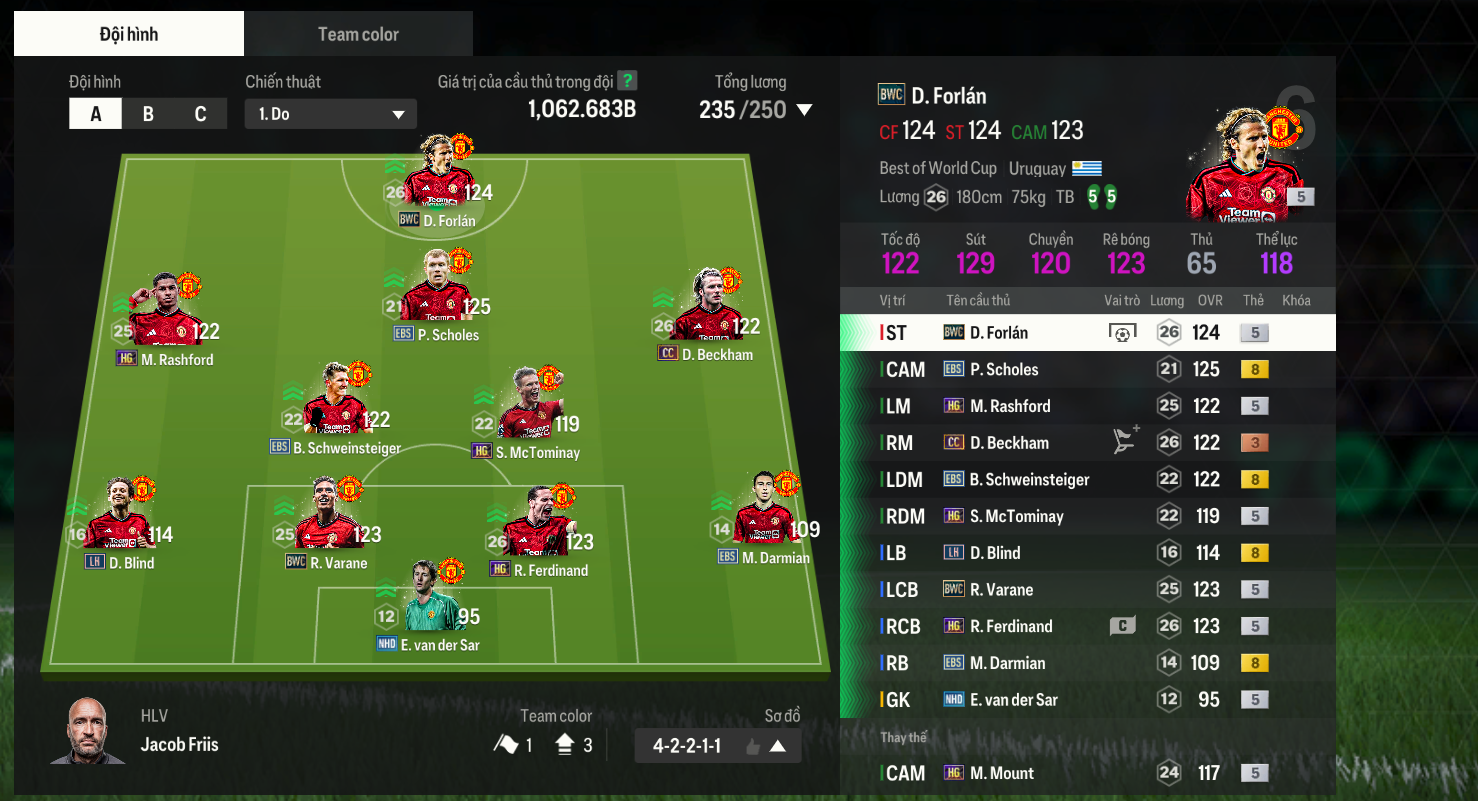 Đội hình
Team color
Đội hình
Chiến thuật
Giá trị của cầu thủ trong đội ?
Tổng lương
A B C
1. Do
1,062.683B
235 /250
26 124
BWC D. Forlán
21 125
EBS P. Scholes
25 122
HG M. Rashford
26 122
CC D. Beckham
22 122
EBS B. Schweinsteiger
22 119
HG S. McTominay
16 114
LH D. Blind
25 123
BWC R. Varane
26 123
HG R. Ferdinand
14 109
EBS M. Darmian
12 95
NHD E. van der Sar
HLV
Jacob Friis
Team color
1 3
Sơ đồ
4-2-2-1-1
BWC D. Forlán
CF 124 ST 124 CAM 123
Best of World Cup Uruguay
Lương 26 180cm 75kg TB 5 5
6
5
Tốc độ Sút Chuyền Rê bóng Thủ Thể lực
122 129 120 123 65 118
Vị trí Tên cầu thủ Vai trò Lương OVR Thẻ Khóa
ST BWC D. Forlán 26 124 5
CAM EBS P. Scholes 21 125 8
LM HG M. Rashford 25 122 5
RM CC D. Beckham 26 122 3
LDM EBS B. Schweinsteiger 22 122 8
RDM HG S. McTominay 22 119 5
LB LH D. Blind 16 114 8
LCB BWC R. Varane 25 123 5
RCB HG R. Ferdinand C 26 123 5
RB EBS M. Darmian 14 109 8
GK NHD E. van der Sar 12 95 5
Thay thế
CAM HG M. Mount 24 117 5